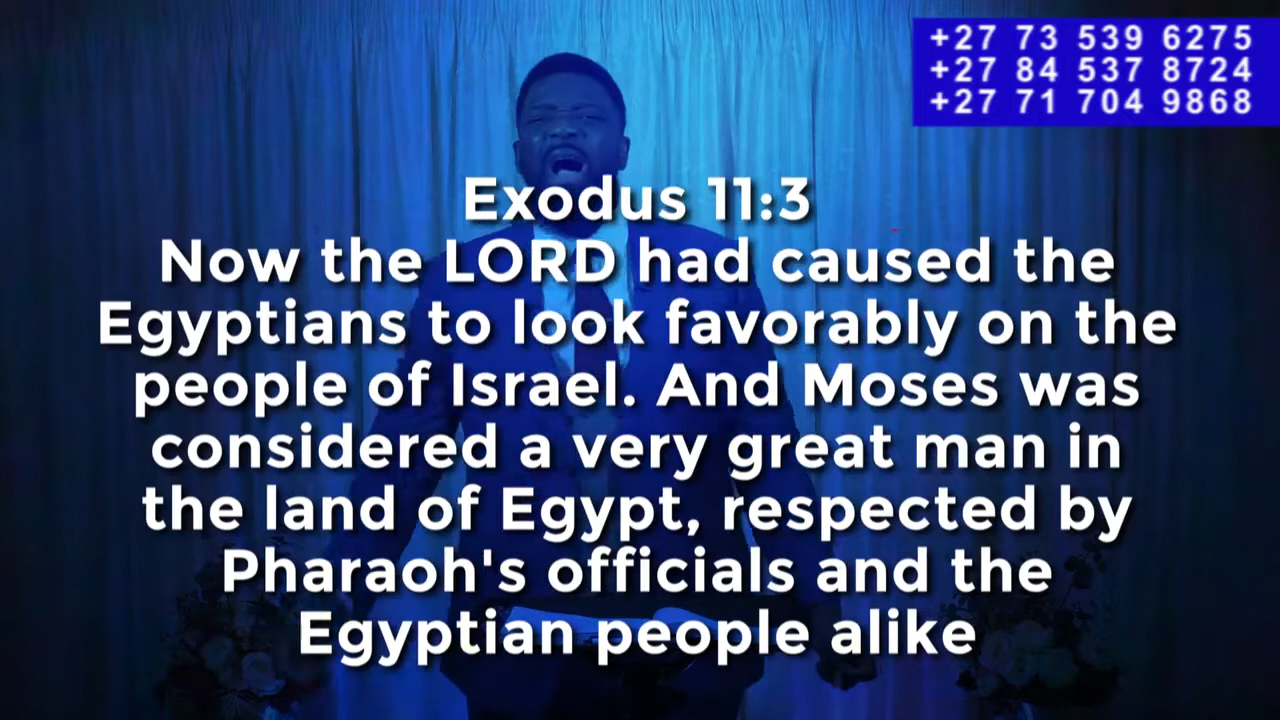 +27 73 539 6275
+27 84 537 8724
+27 71 704 9868
Exodus 11:3
Now the LORD had caused the
Egyptians to look favorably on the
people of Israel. And Moses was
considered a very great man in
the land of Egypt, respected by
Pharaoh's officials and the
Egyptian people alike